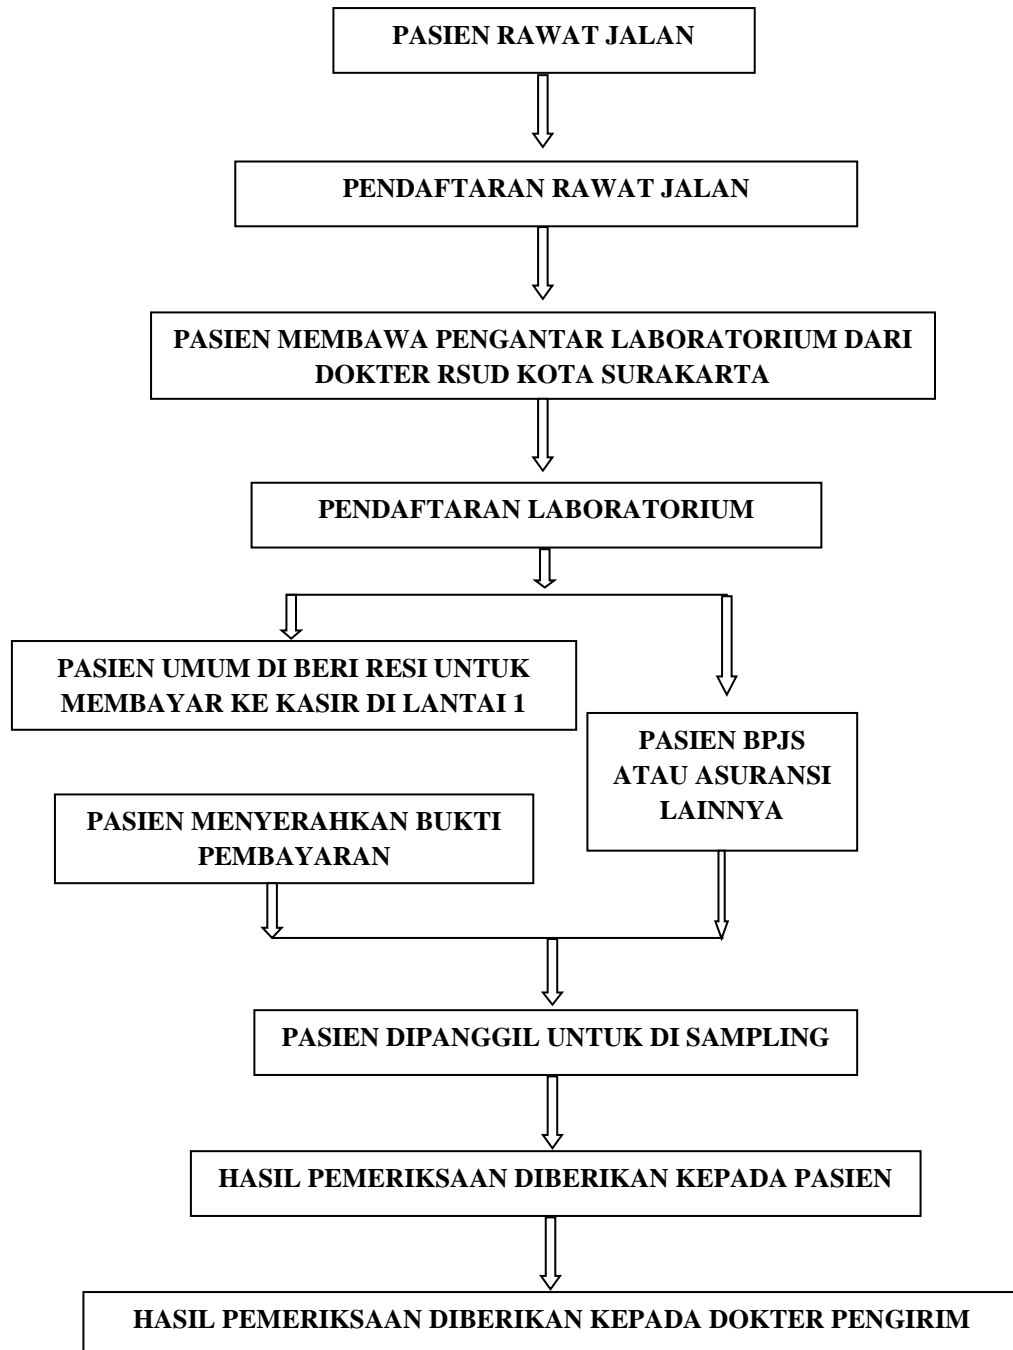 PASIEN RAWAT JALAN
PENDAFTARAN RAWAT JALAN
PASIEN MEMBAWA PENGANTAR LABORATORIUM DARI
DOKTER RSUD KOTA SURAKARTA
PENDAFTARAN LABORATORIUM
PASIEN UMUM DI BERI RESI UNTUK
MEMBAYAR KE KASIR DI LANTAI 1
PASIEN BPJS
ATAU ASURANSI
LAINNYA
PASIEN MENYERAHKAN BUKTI
PEMBAYARAN
PASIEN DIPANGGIL UNTUK DI SAMPLING
HASIL PEMERIKSAAN DIBERIKAN KEPADA PASIEN
HASIL PEMERIKSAAN DIBERIKAN KEPADA DOKTER PENGIRIM